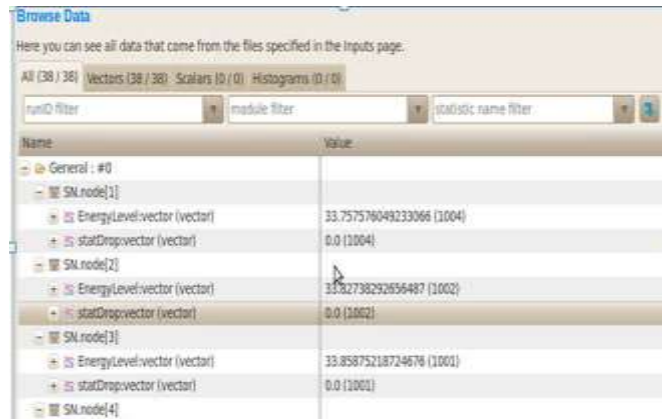 Browse Data
Here you can see all data that come from the files specified in the Inputs page.
All (38 / 38) Vectors (38 / 38) Scalars (0 / 0) Histograms (0 / 0)
runID filter module filter statistic name filter
Name Value
General : #0
SN.node[1]
EnergyLevel:vector (vector) 33.757576049233066 (1004)
statDrop:vector (vector) 0.0 (1004)
SN.node[2]
EnergyLevel:vector (vector) 33.82738292656487 (1002)
statDrop:vector (vector) 0.0 (1002)
SN.node[3]
EnergyLevel:vector (vector) 33.85875218724676 (1001)
statDrop:vector (vector) 0.0 (1001)
SN.node[4]